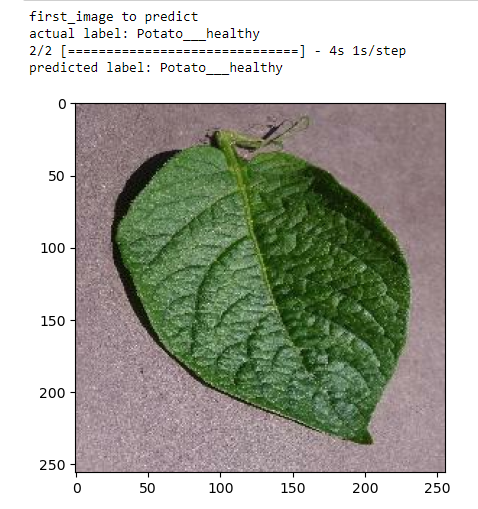 first_image to predict
actual label: Potato___healthy
2/2 [==============================] - 4s 1s/step
predicted label: Potato___healthy
0
50
100
150
200
250
0 50 100 150 200 250